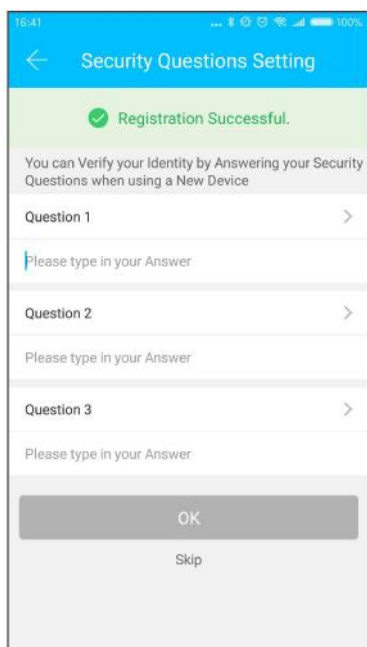 16:41
... 100%
Security Questions Setting
Registration Successful.
You can Verify your Identity by Answering your Security
Questions when using a New Device
Question 1
Please type in your Answer
Question 2
Please type in your Answer
Question 3
Please type in your Answer
OK
Skip